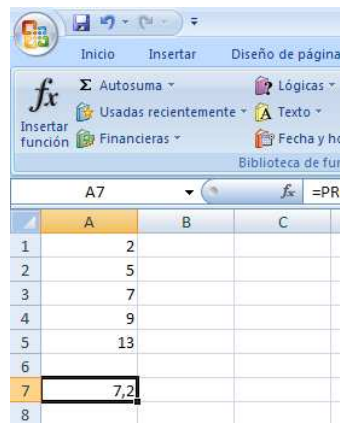 Inicio Insertar Diseño de página
fx Σ Autosuma Lógicas
Insertar función Usadas recientemente A Texto
Financieras Fecha y ho
Biblioteca de fun
A7 fx =PR
A B C
1 2
2 5
3 7
4 9
5 13
6
7 7,2
8